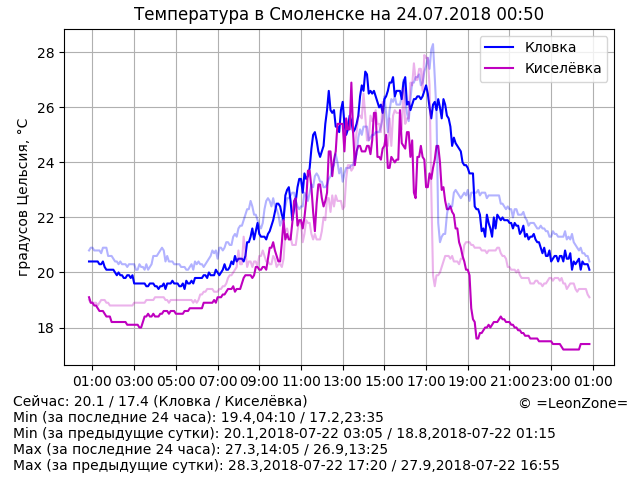 Температура в Смоленске на 24.07.2018 00:50
Кловка
Киселёвка
градусов Цельсия, °C
28
26
24
22
20
18
01:00 03:00 05:00 07:00 09:00 11:00 13:00 15:00 17:00 19:00 21:00 23:00 01:00
Сейчас: 20.1 / 17.4 (Кловка / Киселёвка)
© =LeonZone=
Min (за последние 24 часа): 19.4,04:10 / 17.2,23:35
Min (за предыдущие сутки): 20.1,2018-07-22 03:05 / 18.8,2018-07-22 01:15
Max (за последние 24 часа): 27.3,14:05 / 26.9,13:25
Max (за предыдущие сутки): 28.3,2018-07-22 17:20 / 27.9,2018-07-22 16:55